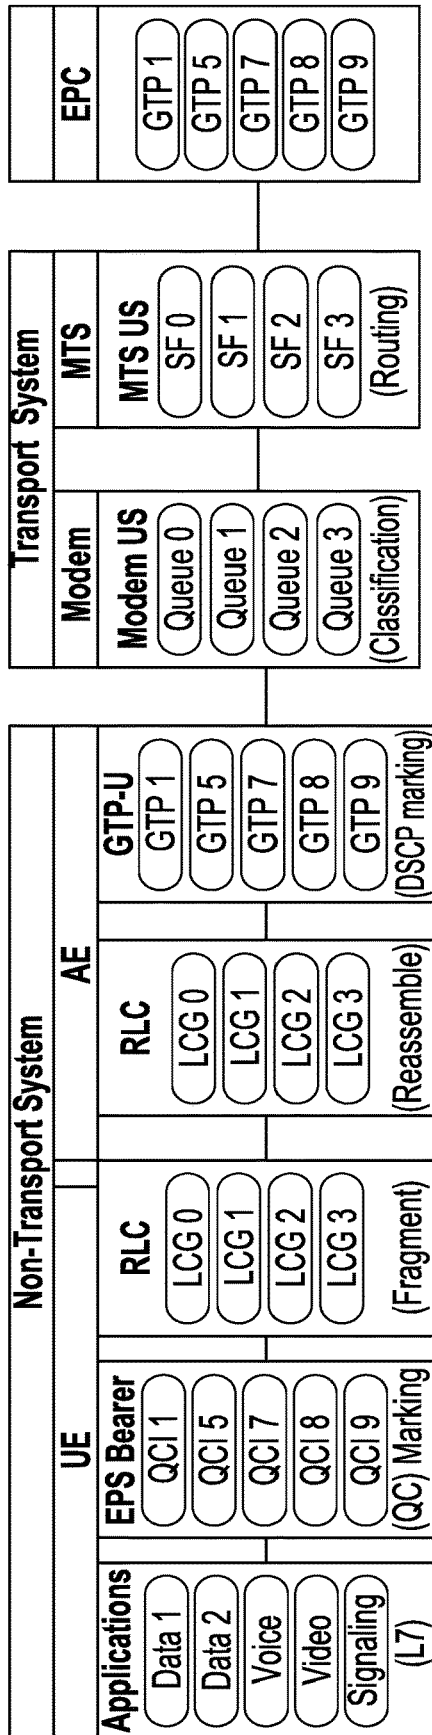 Non-Transport System
UE
AE
Applications
Data 1
Data 2
Voice
Video
Signaling
(L7)
EPS Bearer
QCI 1
QCI 5
QCI 7
QCI 8
QCI 9
(QC) Marking
RLC
LCG 0
LCG 1
LCG 2
LCG 3
(Fragment)
RLC
LCG 0
LCG 1
LCG 2
LCG 3
(Reassemble)
GTP-U
GTP 1
GTP 5
GTP 7
GTP 8
GTP 9
(DSCP marking)
Transport System
Modem
Modem US
Queue 0
Queue 1
Queue 2
Queue 3
(Classification)
MTS
MTS US
SF 0
SF 1
SF 2
SF 3
(Routing)
EPC
GTP 1
GTP 5
GTP 7
GTP 8
GTP 9